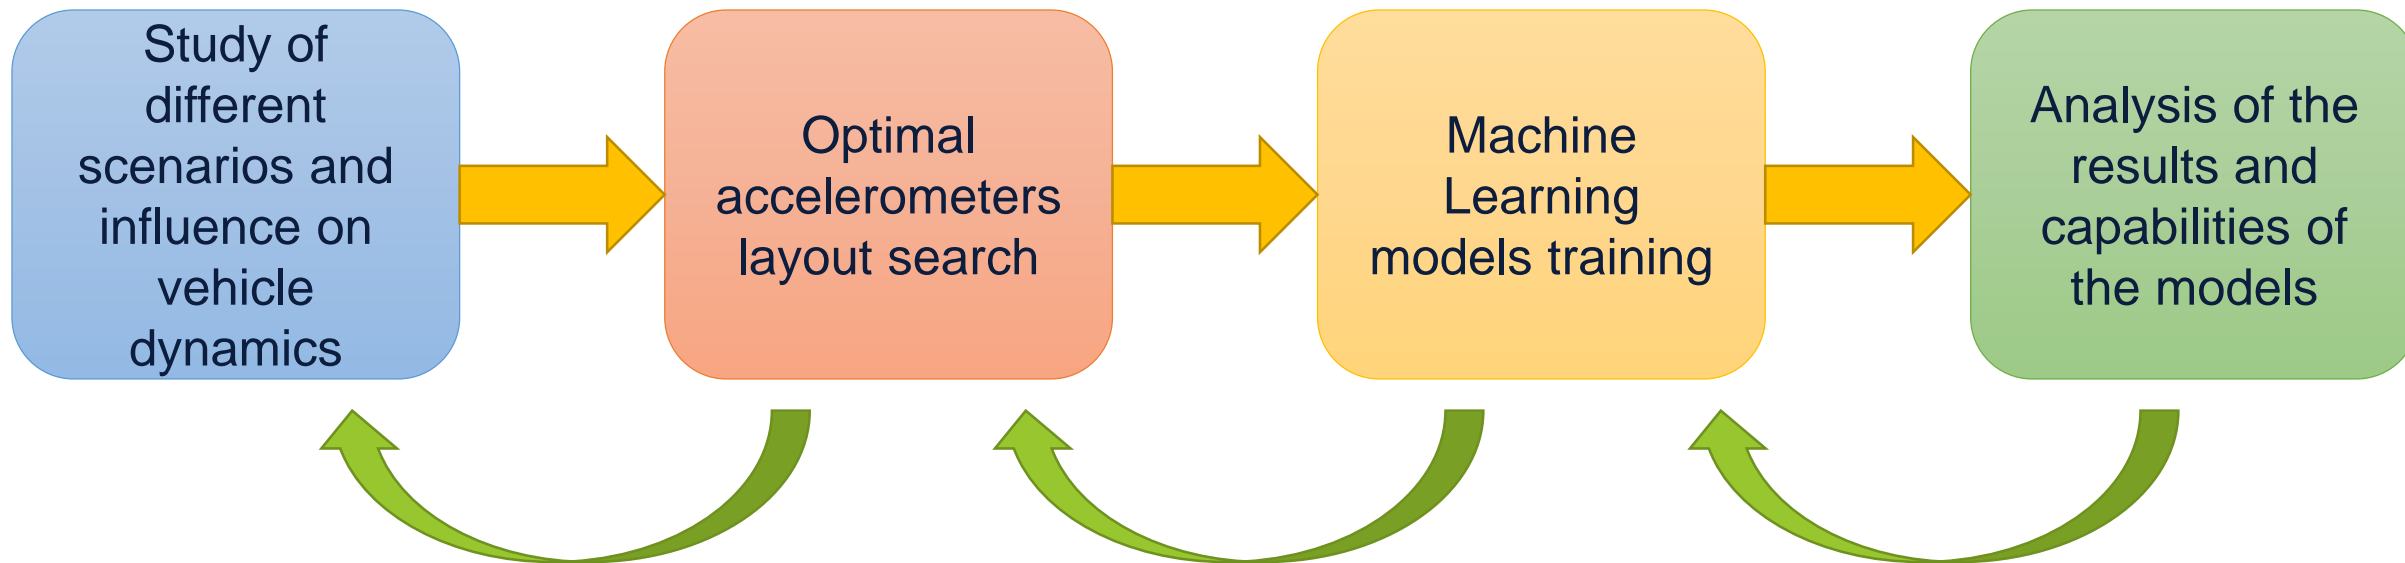 Study of
different
scenarios and
influence on
vehicle
dynamics
Optimal
accelerometers
layout search
Machine
Learning
models training
Analysis of the
results and
capabilities of
the models